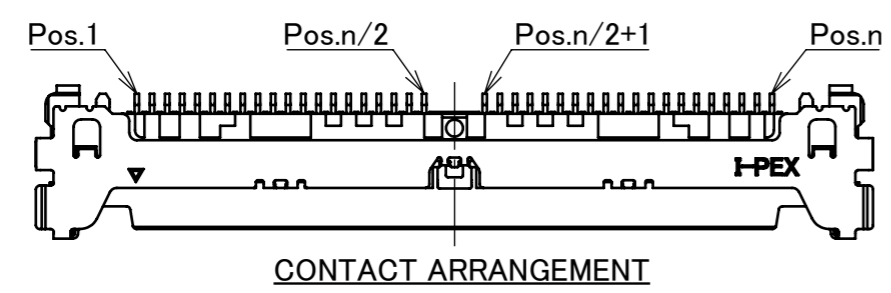 Pos.1 Pos.n/2 Pos.n/2+1 Pos.n
I-PEX
CONTACT ARRANGEMENT